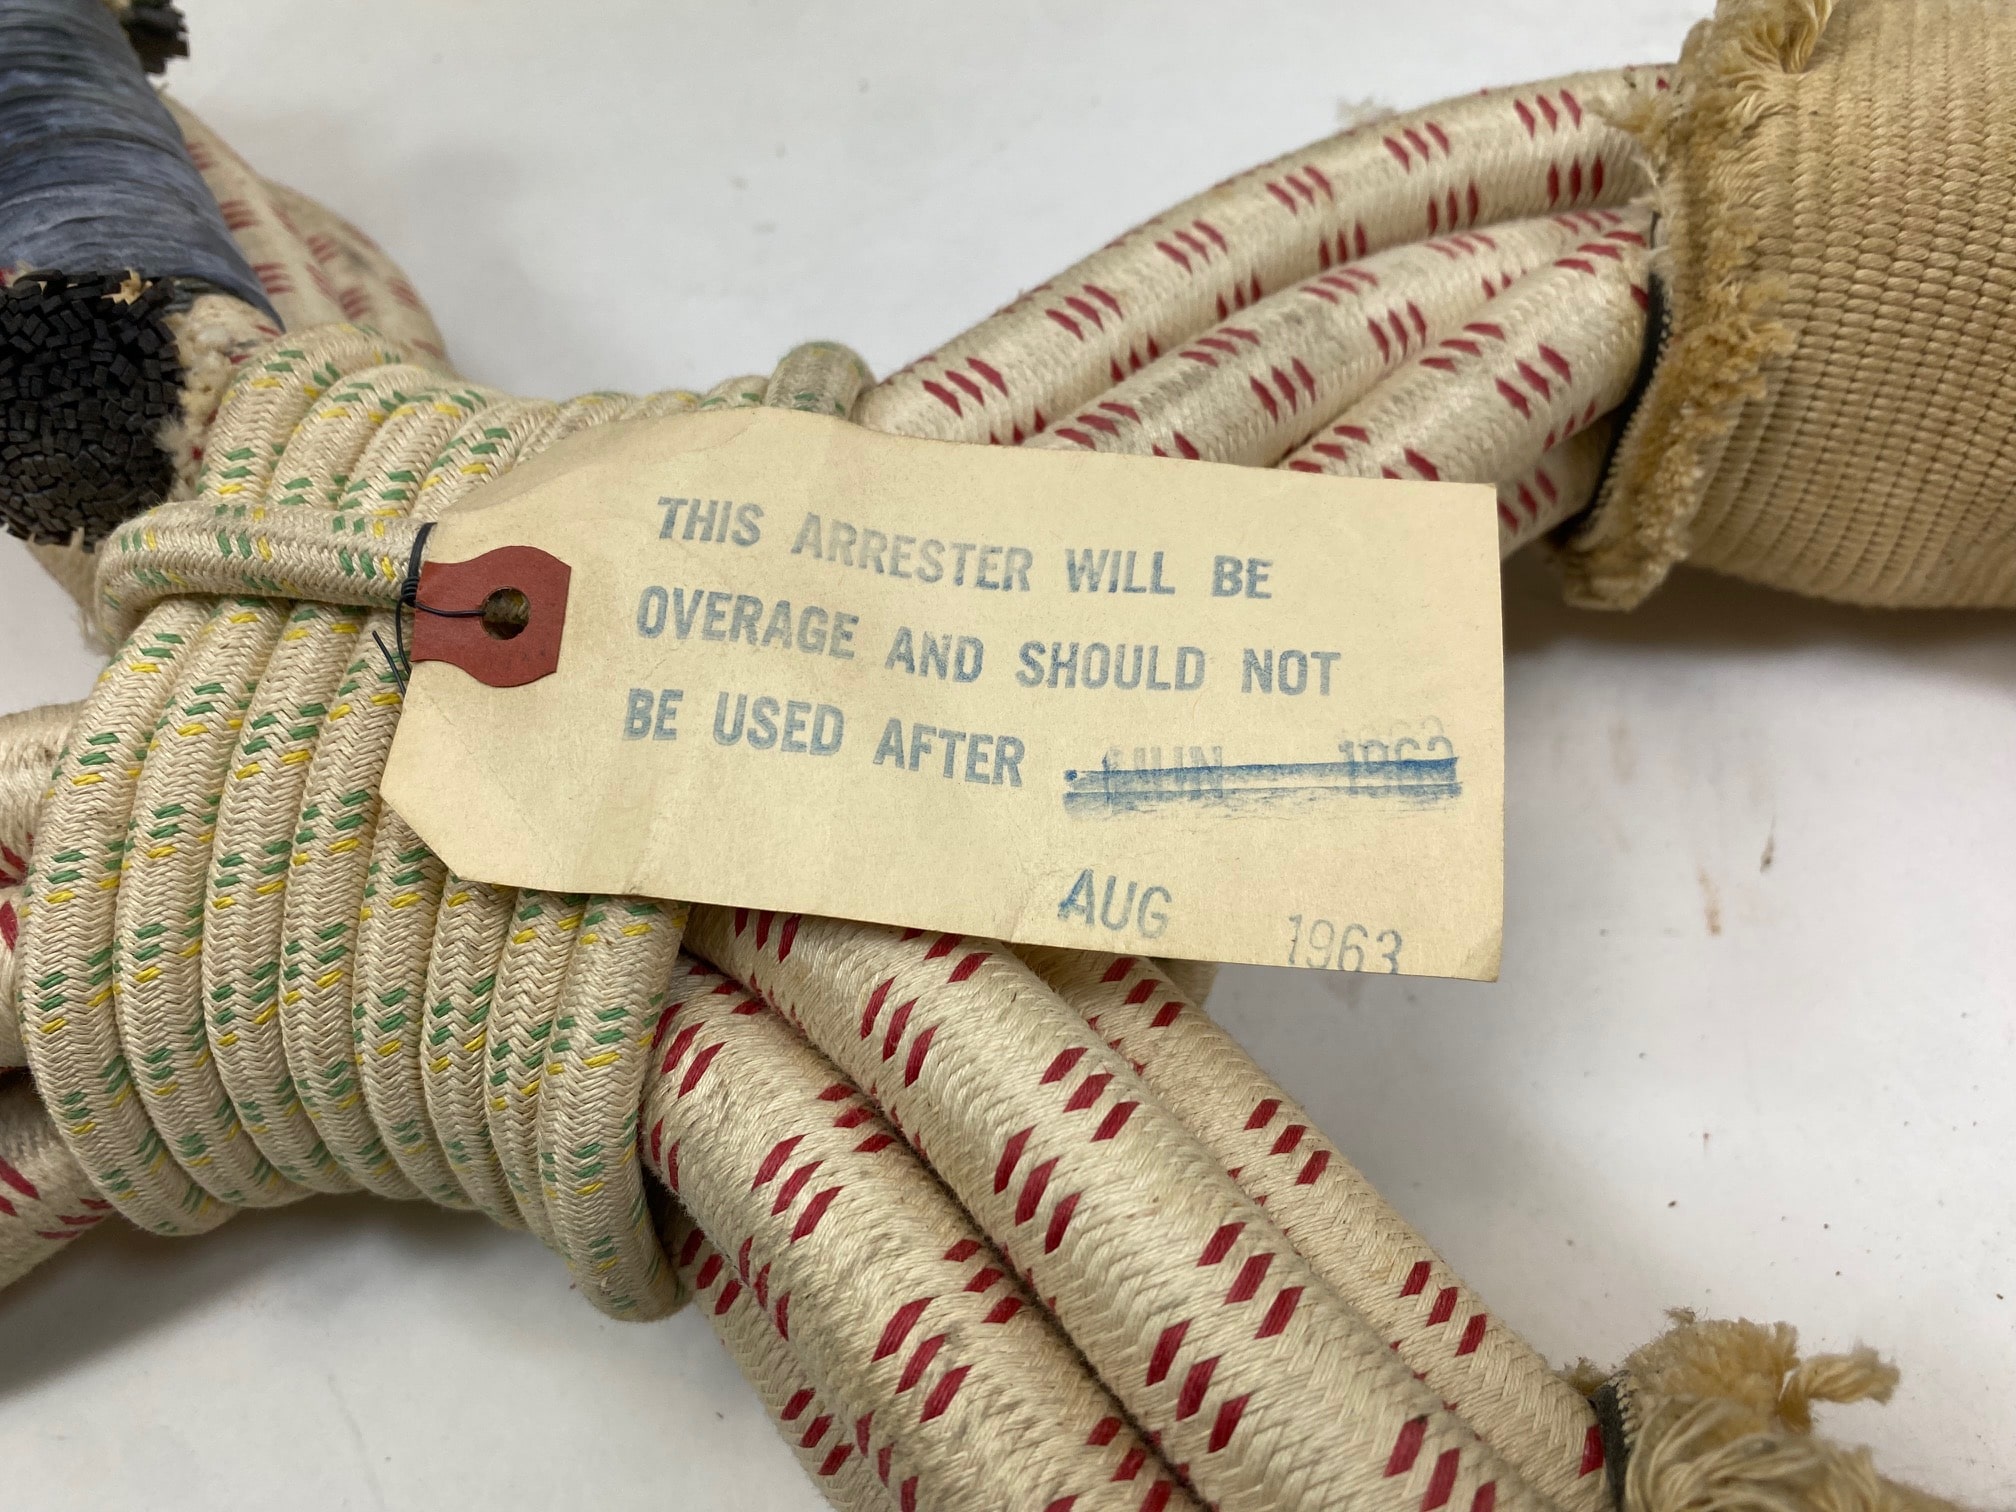 THIS ARRESTER WILL BE
OVERAGE AND SHOULD NOT
BE USED AFTER
AUG 1963